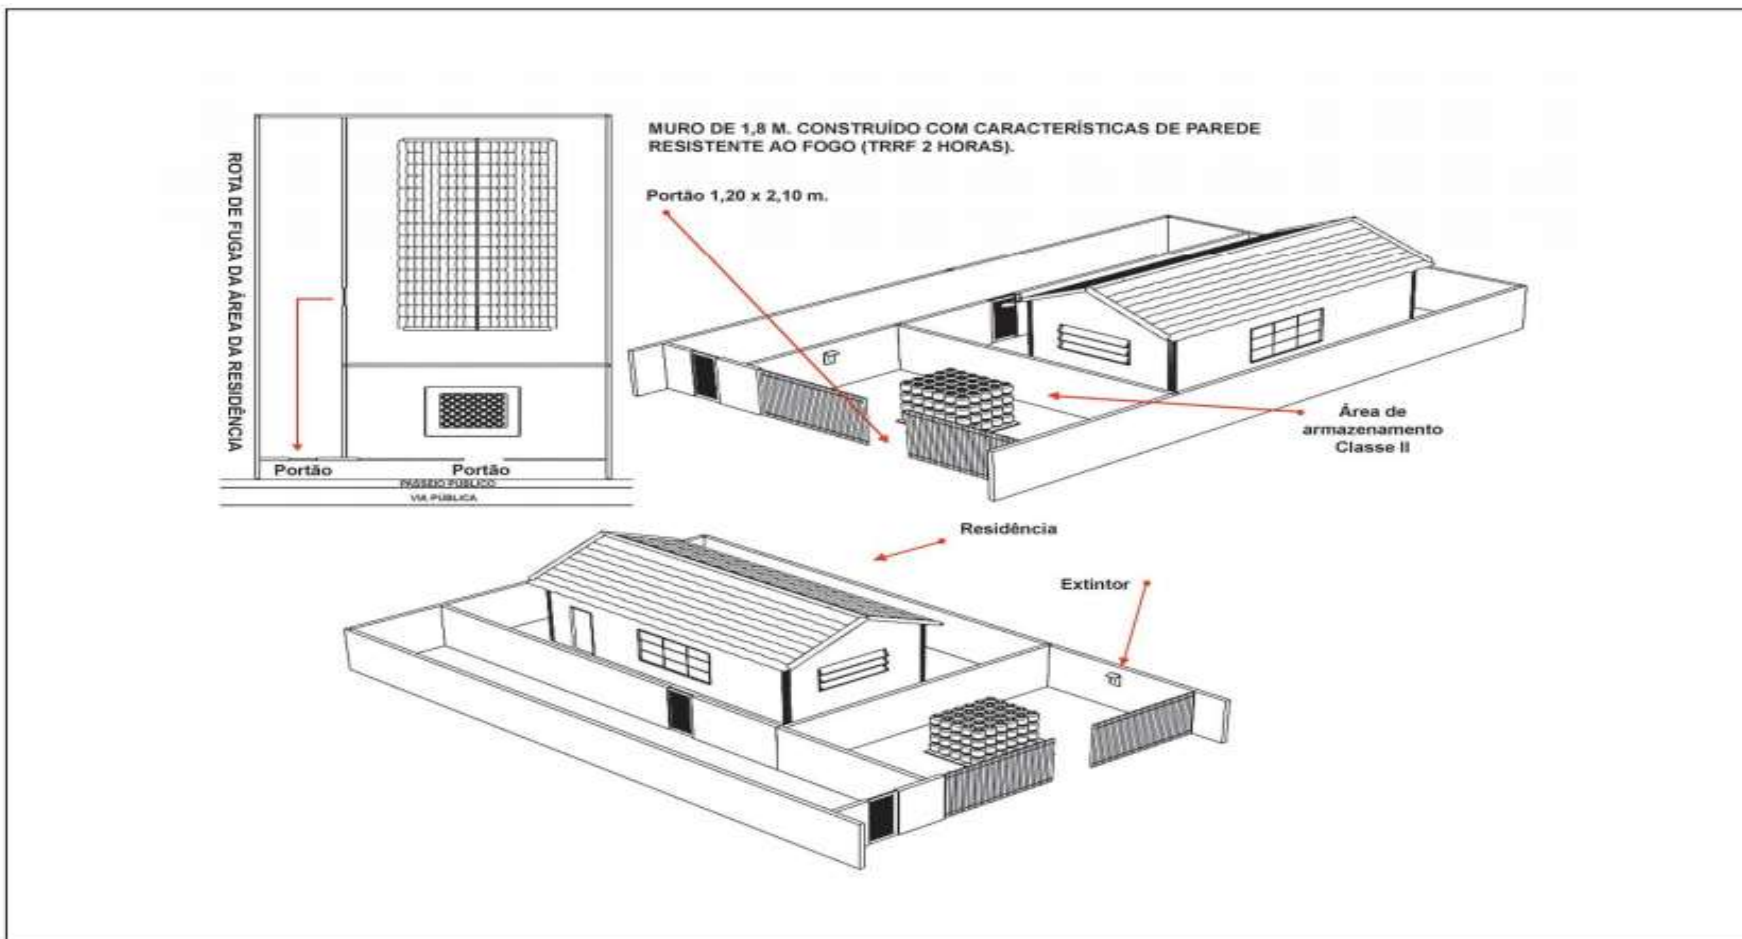 MURO DE 1,8 M. CONSTRUÍDO COM CARACTERÍSTICAS DE PAREDE
RESISTENTE AO FOGO (TRRF 2 HORAS).
ROTA DE FUGA DA ÁREA DA RESIDÊNCIA
Portão 1,20 x 2,10 m.
Área de
armazenamento
Classe II
Portão
Portão
PASSEIO PÚBLICO
VIA PÚBLICA
Residência
Extintor